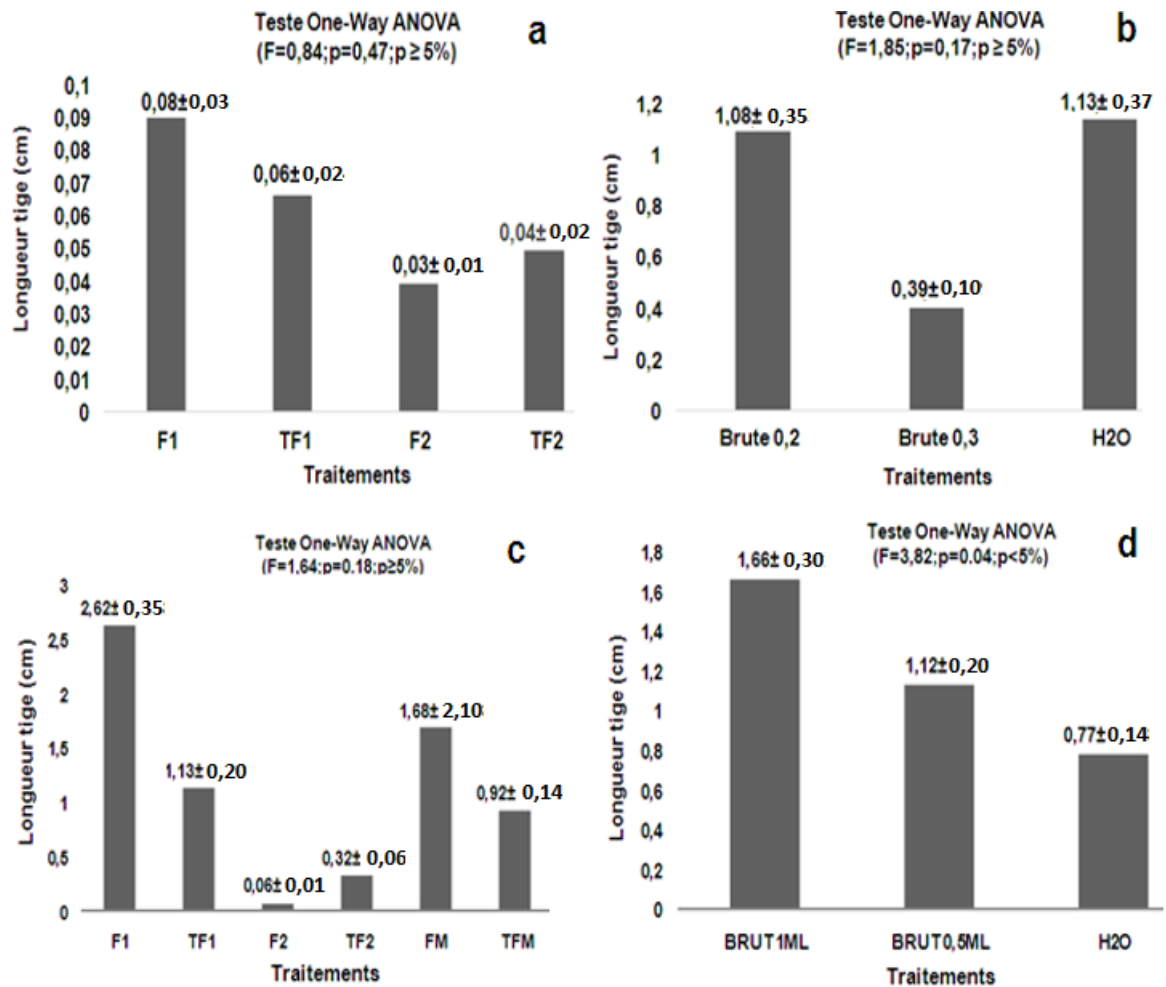 Teste One-Way ANOVA
(F=0,84;p=0,47;p ≥ 5%)
a
Longueur tige (cm)
0,1
0,09
0,08
0,07
0,06
0,05
0,04
0,03
0,02
0,01
0
0,08±0,03
0,06±0,02
0,03±0,01
0,04±0,02
F1 TF1 F2 TF2
Traitements
Teste One-Way ANOVA
(F=1,85;p=0,17;p ≥ 5%)
b
Longueur tige (cm)
1,2
1
0,8
0,6
0,4
0,2
0
1,08±0,35
0,39±0,10
1,13±0,37
Brute 0,2 Brute 0,3 H2O
Traitements
Teste One-Way ANOVA
(F=1,64;p=0.18;p≥5%)
c
Longueur tige (cm)
3
2,5
2
1,5
1
0,5
0
2,62±0,35
1,13±0,20
0,06±0,01
0,32±0,06
1,68±2,10
0,92±0,14
F1 TF1 F2 TF2 FM TFM
Traitements
Teste One-Way ANOVA
(F=3,82;p=0.04;p<5%)
d
Longueur tige (cm)
1,8
1,6
1,4
1,2
1
0,8
0,6
0,4
0,2
0
1,66±0,30
1,12±0,20
0,77±0,14
BRUT1ML BRUT0,5ML H2O
Traitements